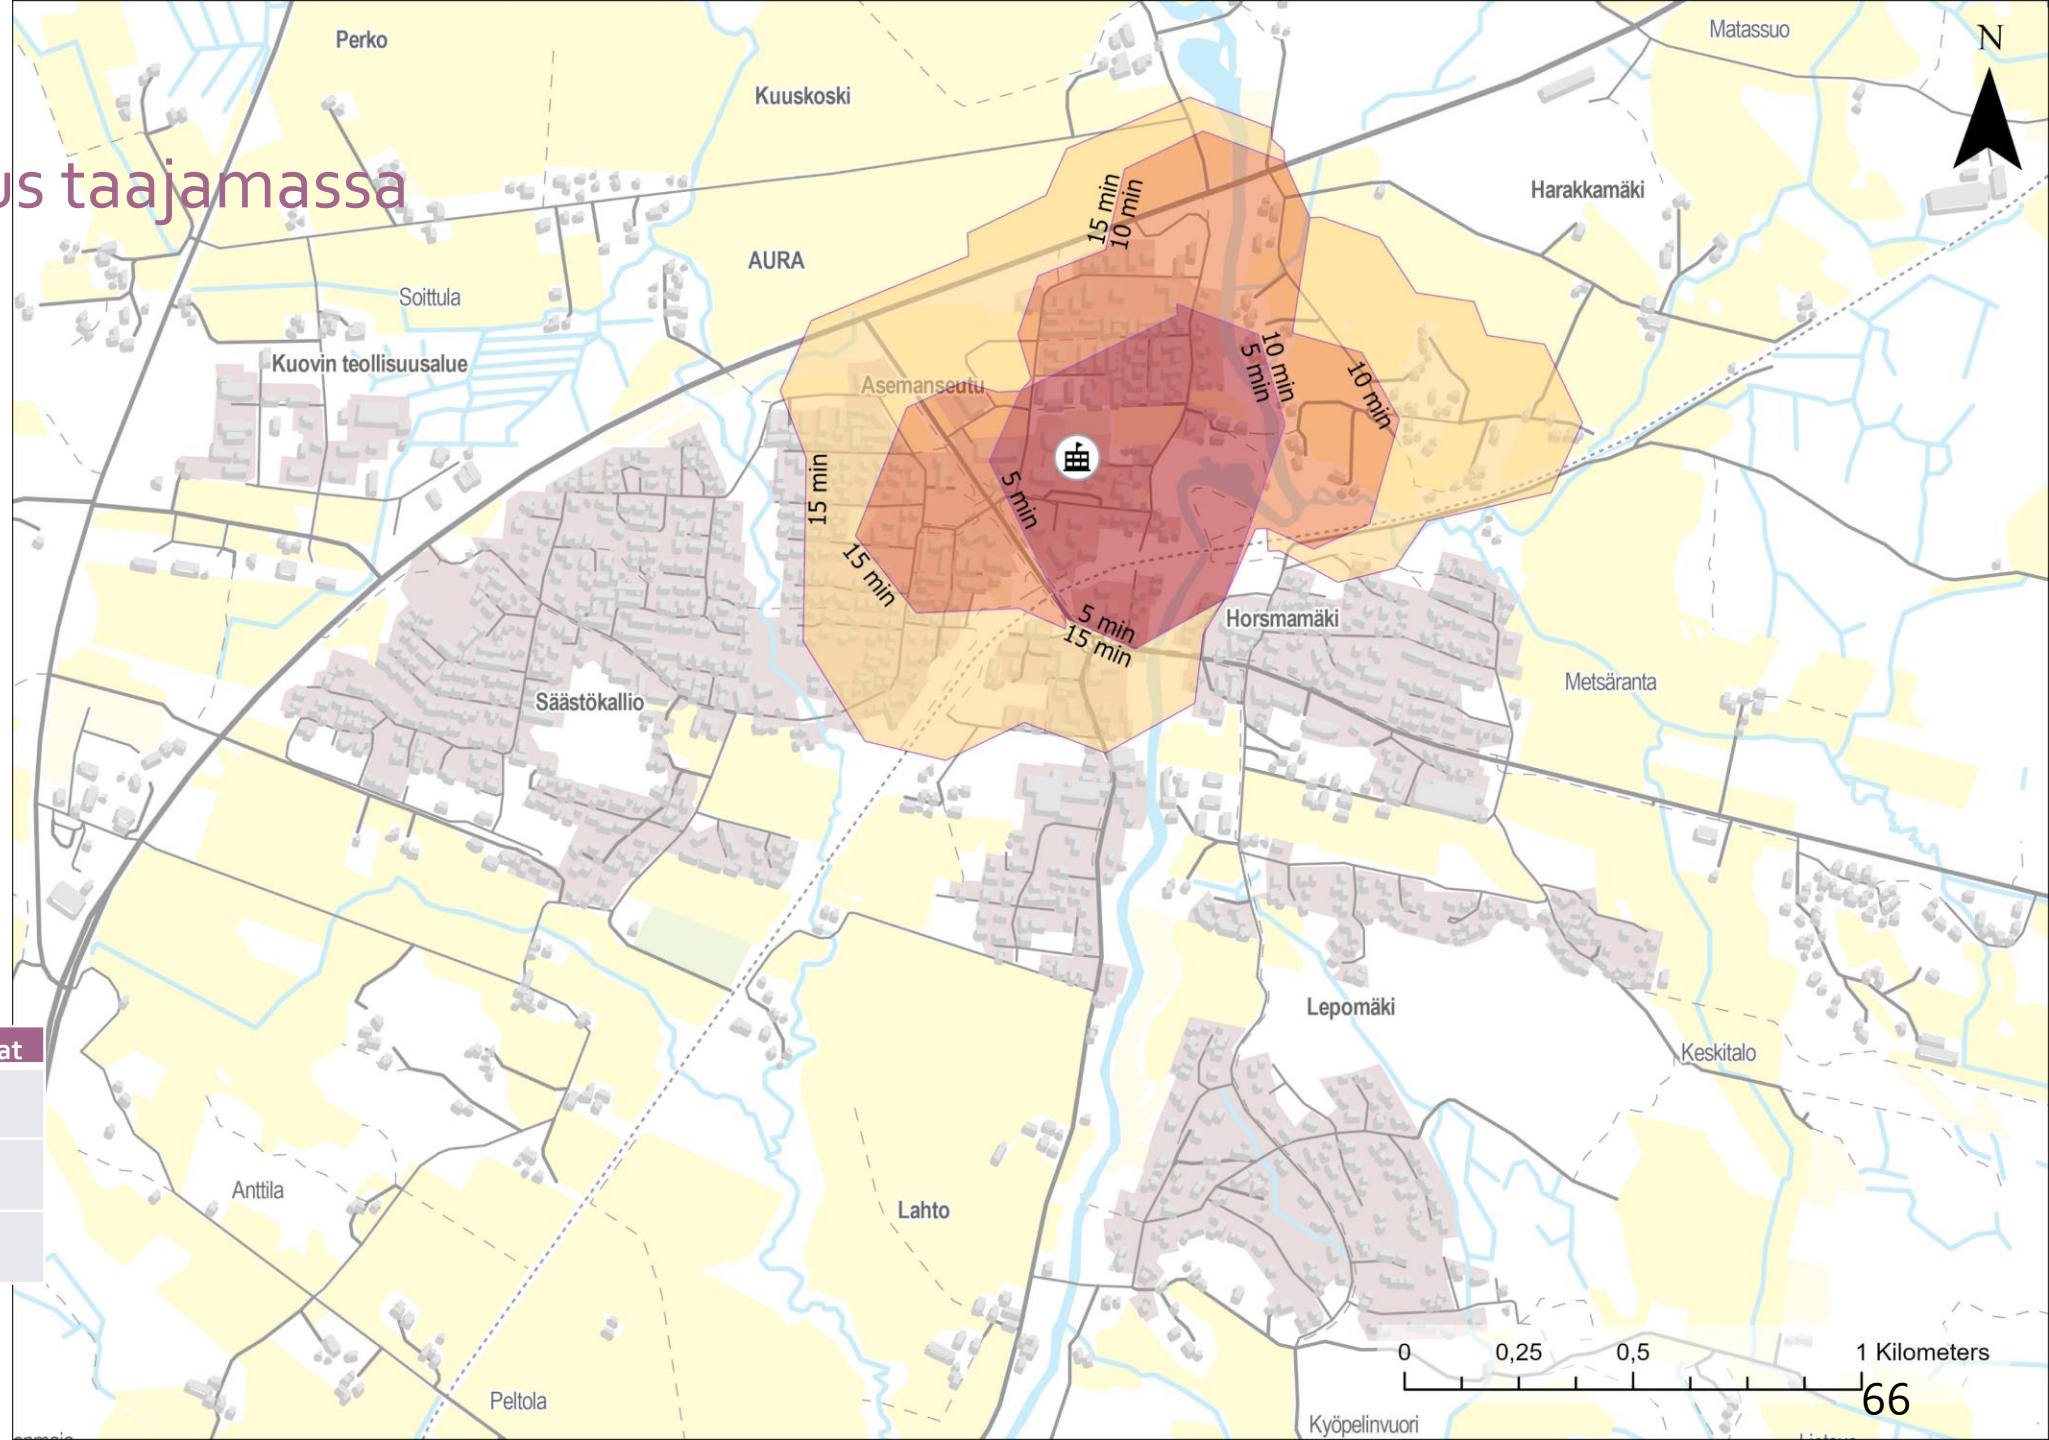 Perko
Matassuo
N
Kuuskoski
us taajamassa
Harakkamäki
15 min
10 min
AURA
Soittula
Kuovin teollisuusalue
Asemanseutu
10 min
5 min
10 min
15 min
5 min
15 min
5 min
15 min
Horsmamäki
Metsäranta
Säästökallio
Lepomäki
at
Keskitalo
Anttila
Lahto
0 0,25 0,5 1 Kilometers
66
Peltola
Kyöpelinvuori